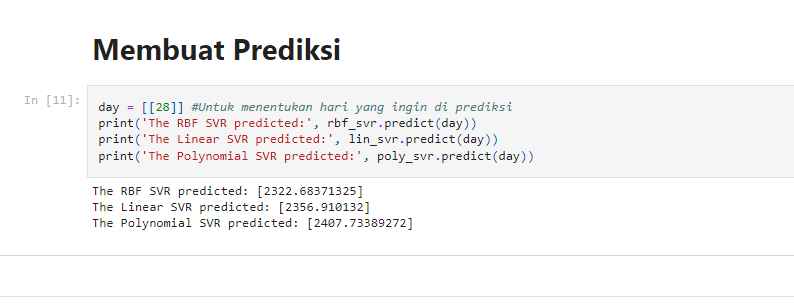 Membuat Prediksi
In [11]:
day = [[28]] #Untuk menentukan hari yang ingin di prediksi
print('The RBF SVR predicted:', rbf_svr.predict(day))
print('The Linear SVR predicted:', lin_svr.predict(day))
print('The Polynomial SVR predicted:', poly_svr.predict(day))
The RBF SVR predicted: [2322.68371325]
The Linear SVR predicted: [2356.910132]
The Polynomial SVR predicted: [2407.73389272]